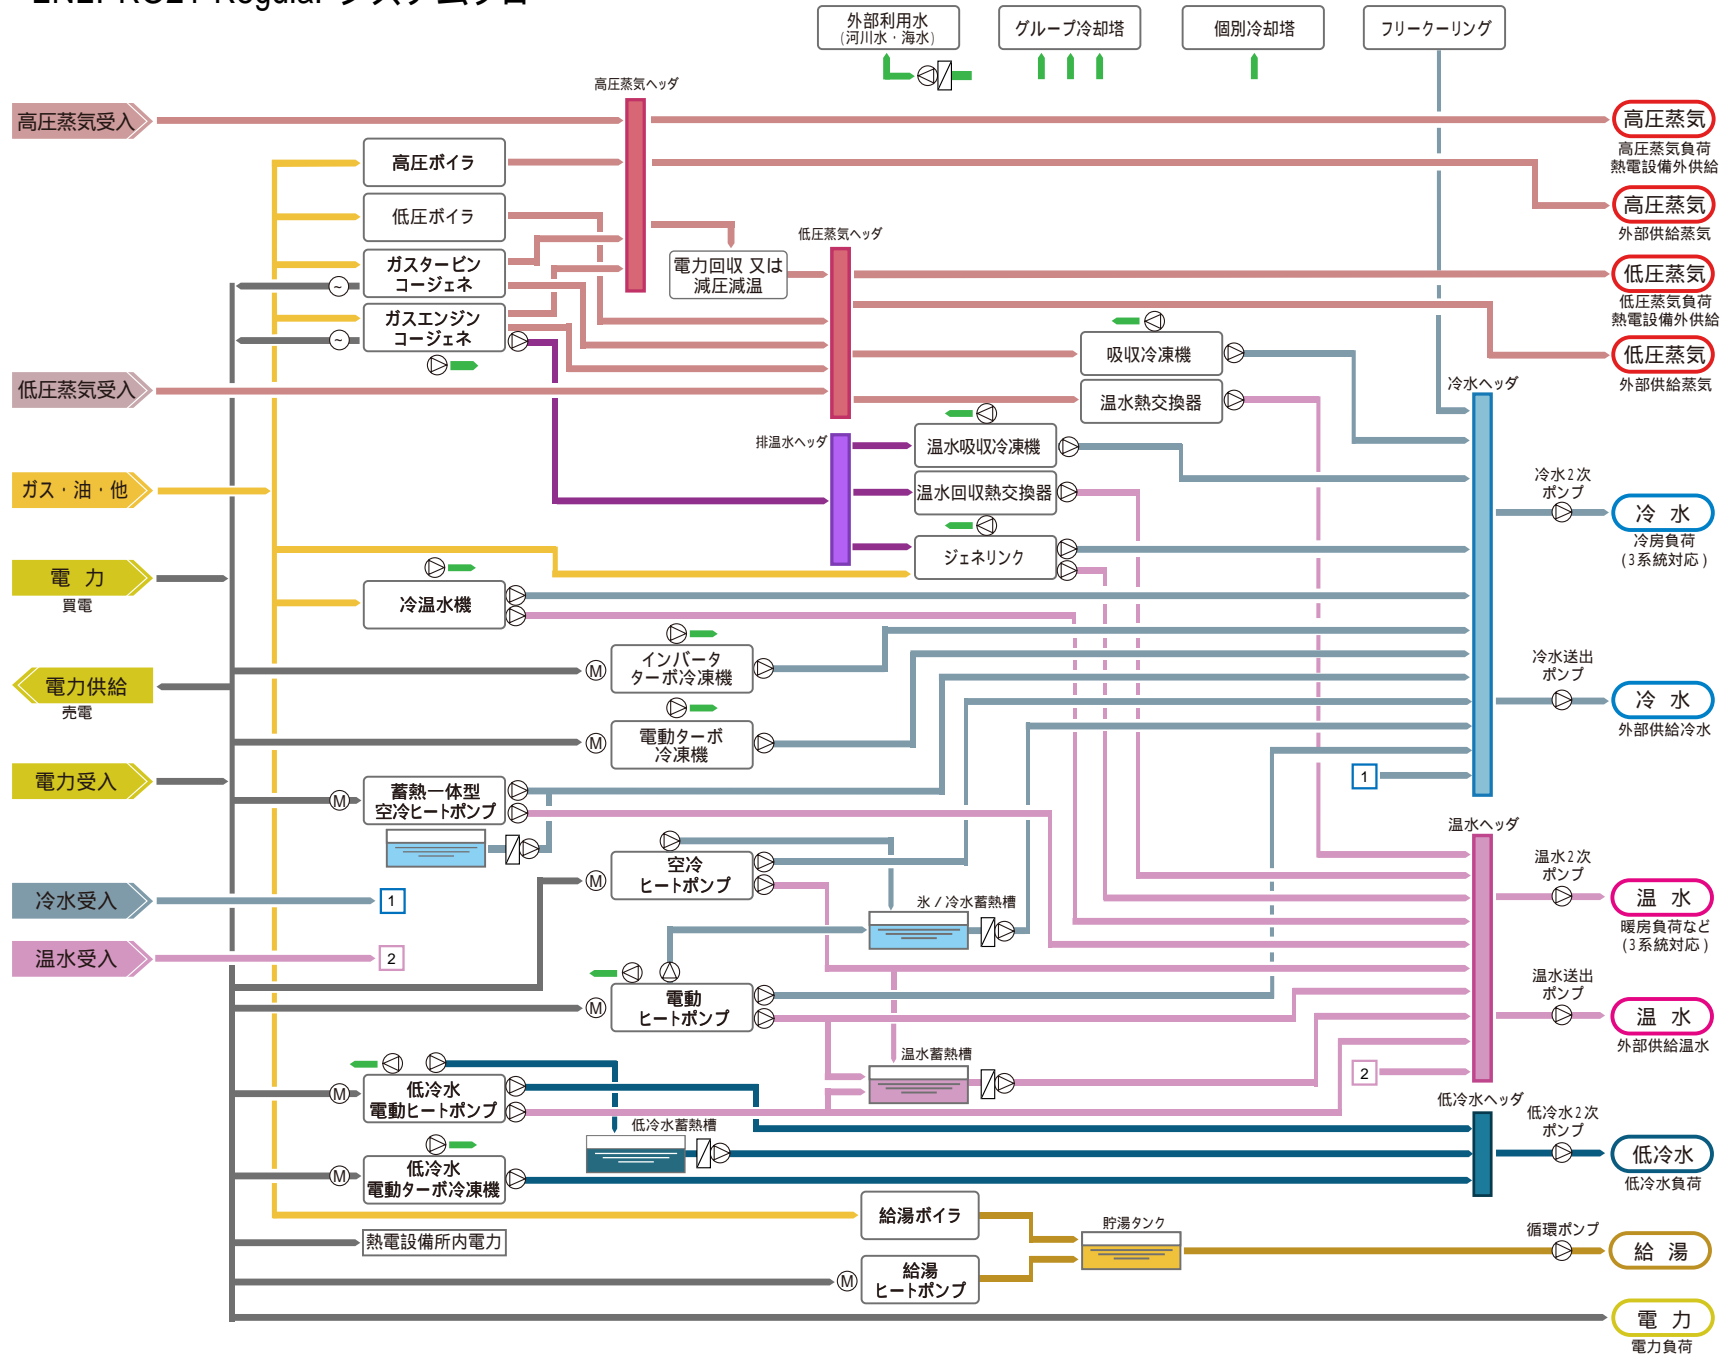 外部利用水
(河川水・海水)
グループ冷却塔
個別冷却塔
フリークーリング
高圧蒸気ヘッダ
高圧蒸気受入
高圧蒸気
高圧蒸気負荷
熱電設備外供給
高圧ボイラ
高圧蒸気
外部供給蒸気
低圧ボイラ
低圧蒸気ヘッダ
ガスタービン
コージェネ
~
電力回収 又は
減圧減温
低圧蒸気
低圧蒸気負荷
熱電設備外供給
ガスエンジン
コージェネ
~
吸収冷凍機
低圧蒸気
外部供給蒸気
低圧蒸気受入
温水熱交換器
冷水ヘッダ
排温水ヘッダ
温水吸収冷凍機
ガス・油・他
温水回収熱交換器
冷水2次
ポンプ
冷 水
冷房負荷
(3系統対応)
ジェネリンク
電 力
買電
冷温水機
インバータ
ターボ冷凍機
M
電力供給
売電
冷水送出
ポンプ
冷 水
外部供給冷水
電動ターボ
冷凍機
M
電力受入
蓄熱一体型
空冷ヒートポンプ
M
1
温水ヘッダ
空冷
ヒートポンプ
M
温水2次
ポンプ
温 水
暖房負荷など
(3系統対応)
冷水受入
1
氷/冷水蓄熱槽
温水受入
2
電動
ヒートポンプ
M
温水送出
ポンプ
温 水
外部供給温水
温水蓄熱槽
2
低冷水
電動ヒートポンプ
M
低冷水ヘッダ
低冷水蓄熱槽
低冷水2次
ポンプ
低冷水
低冷水負荷
低冷水
電動ターボ冷凍機
M
給湯ボイラ
貯湯タンク
循環ポンプ
給 湯
熱電設備所内電力
給湯
ヒートポンプ
M
電 力
電力負荷